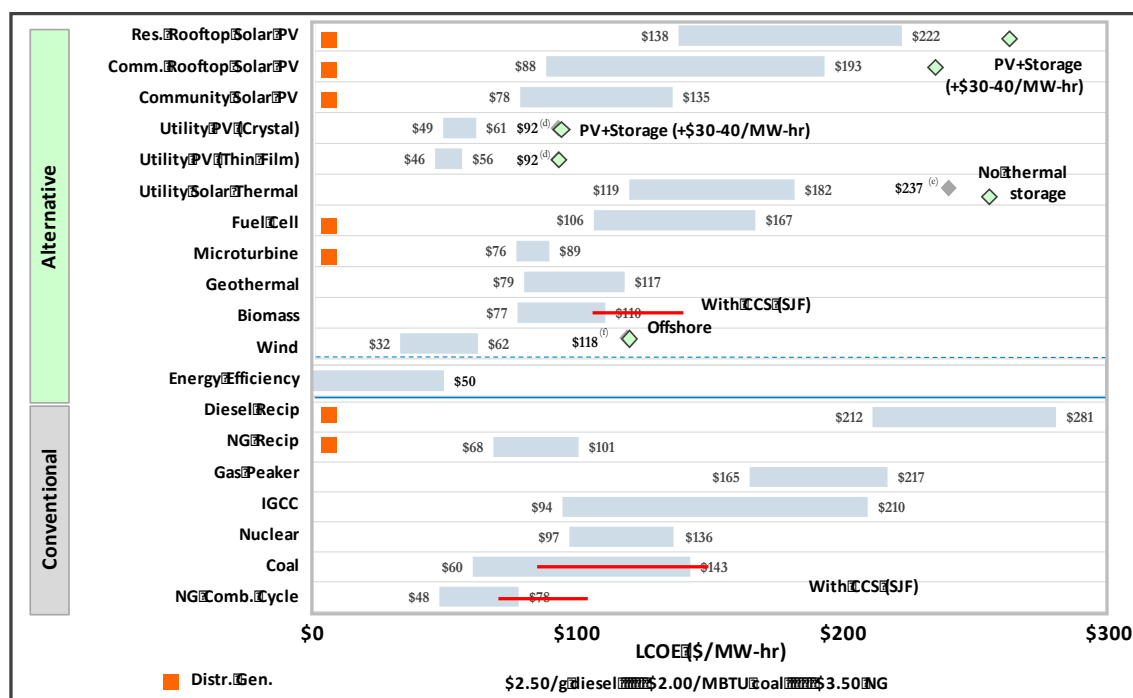 Alternative
Conventional
Res. Rooftop Solar PV $138 $222
Comm. Rooftop Solar PV $88 $193
PV+Storage
(+$30-40/MW-hr)
Community Solar PV $78 $135
Utility PV (Crystal) $49 $61 $92 (d) PV+Storage (+$30-40/MW-hr)
Utility PV (Thin Film) $46 $56 $92 (d)
Utility Solar Thermal $119 $182 $237 (e)
No thermal
storage
Fuel Cell $106 $167
Microturbine $76 $89
Geothermal $79 $117
Biomass $77 $110 With CCS (SJF)
Wind $32 $62 $118 (f) Offshore
Energy Efficiency $50
Diesel Recip $212 $281
NG Recip $68 $101
Gas Peaker $165 $217
IGCC $94 $210
Nuclear $97 $136
Coal $60 $143
With CCS (SJF)
NG Comb. Cycle $48 $78
$0 $100 $200 $300
LCOE ($/MW-hr)
Distr. Gen. $2.50/g diesel $2.00/MBTU coal $3.50 NG